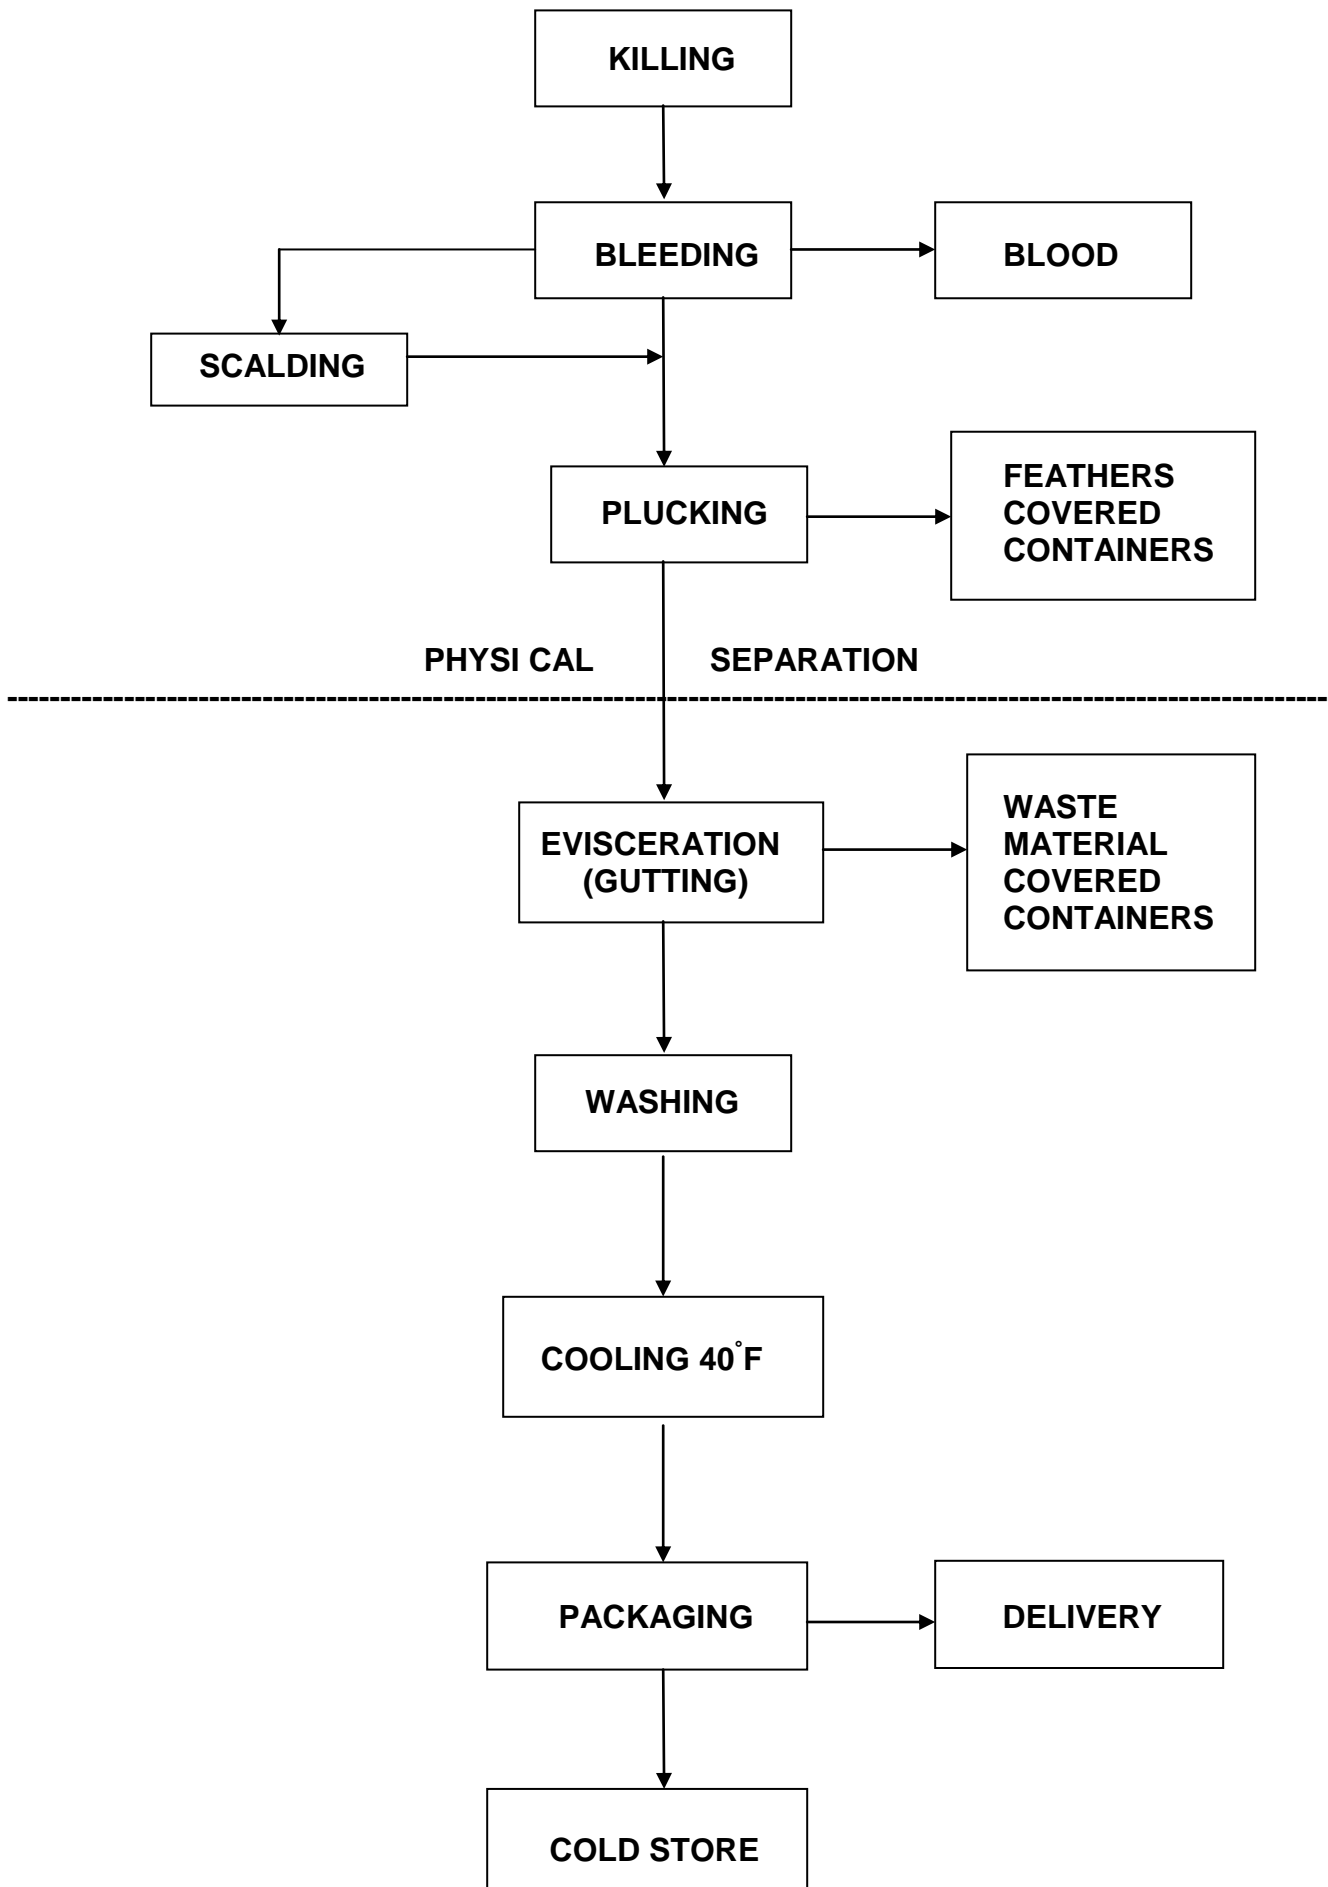 KILLING
BLEEDING
BLOOD
SCALDING
PLUCKING
FEATHERS
COVERED
CONTAINERS
PHYSI CAL SEPARATION
EVISCERATION
(GUTTING)
WASTE
MATERIAL
COVERED
CONTAINERS
WASHING
COOLING 40°F
PACKAGING
DELIVERY
COLD STORE